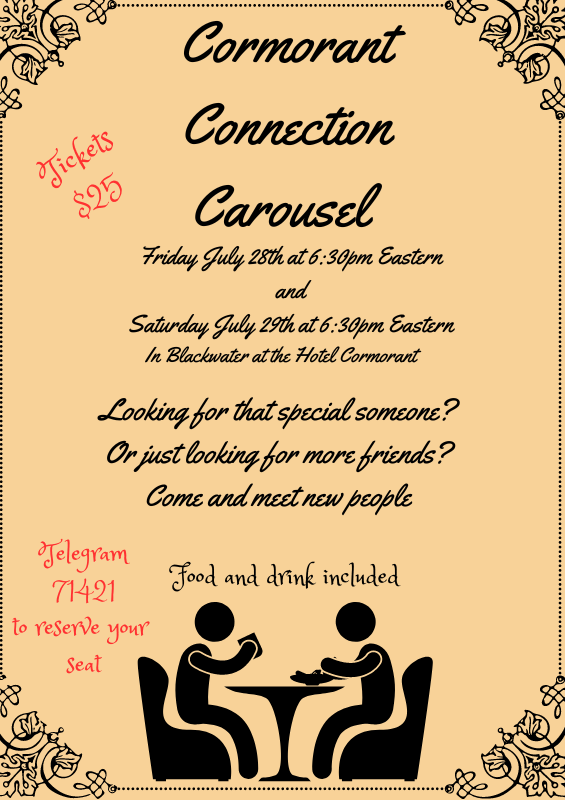 Cormorant
Connection
Carousel
Tickets
$25
Friday July 28th at 6:30pm Eastern
and
Saturday July 29th at 6:30pm Eastern
In Blackwater at the Hotel Cormorant
Looking for that special someone?
Or just looking for more friends?
Come and meet new people
Telegram
71421
to reserve your
seat
Food and drink included